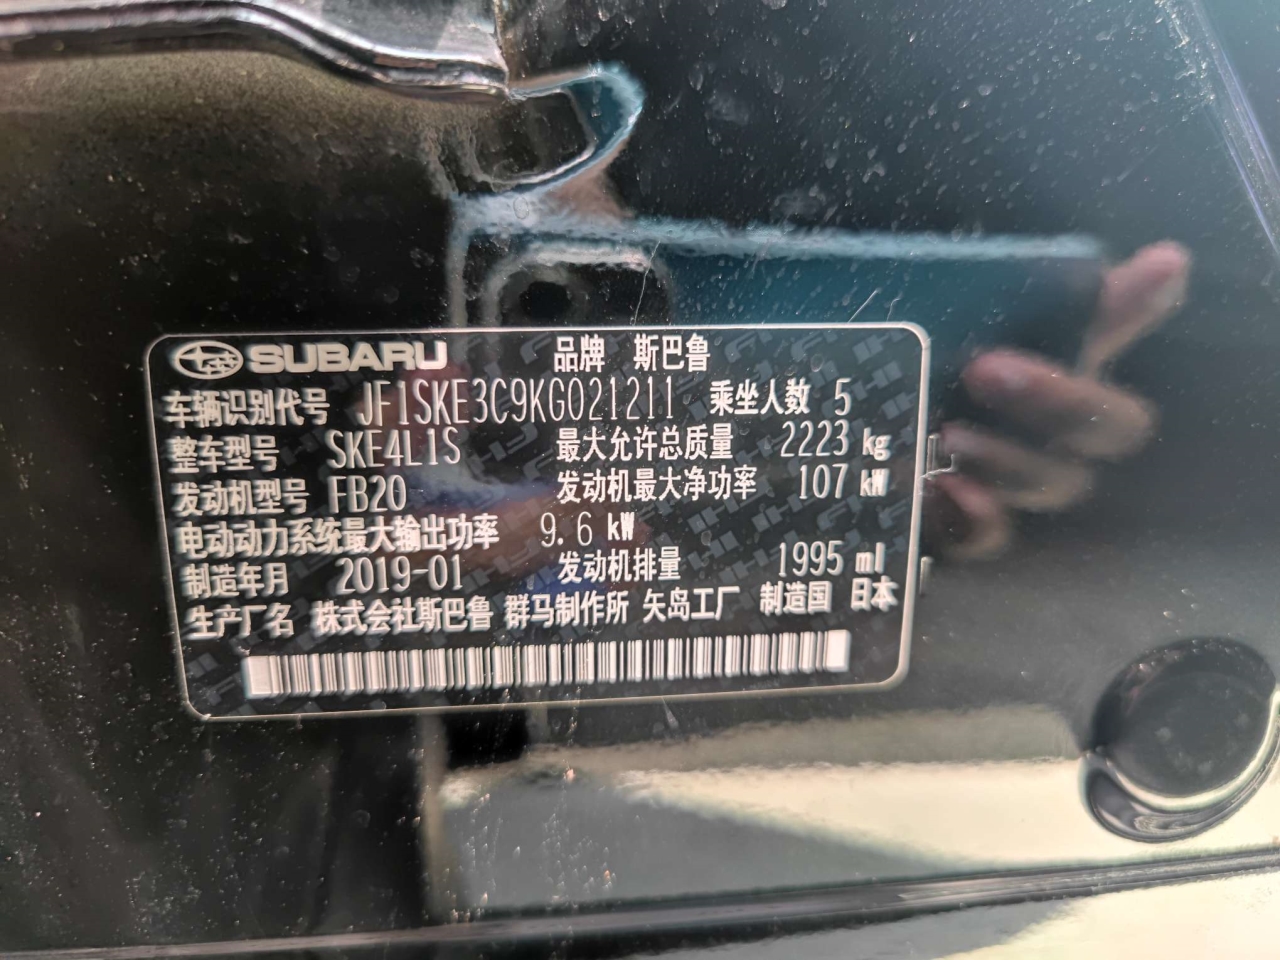 SUBARU 品牌 斯巴鲁
车辆识别代号 JF1SKE3C9KG021211 乘坐人数 5
整车型号 SKE4L1S 最大允许总质量 2223 kg
发动机型号 FB20 发动机最大净功率 107 kW
电动动力系统最大输出功率 9.6 kW
制造年月 2019-01 发动机排量 1995 ml
生产厂名 株式会社斯巴鲁 群马制作所 矢岛工厂 制造国 日本